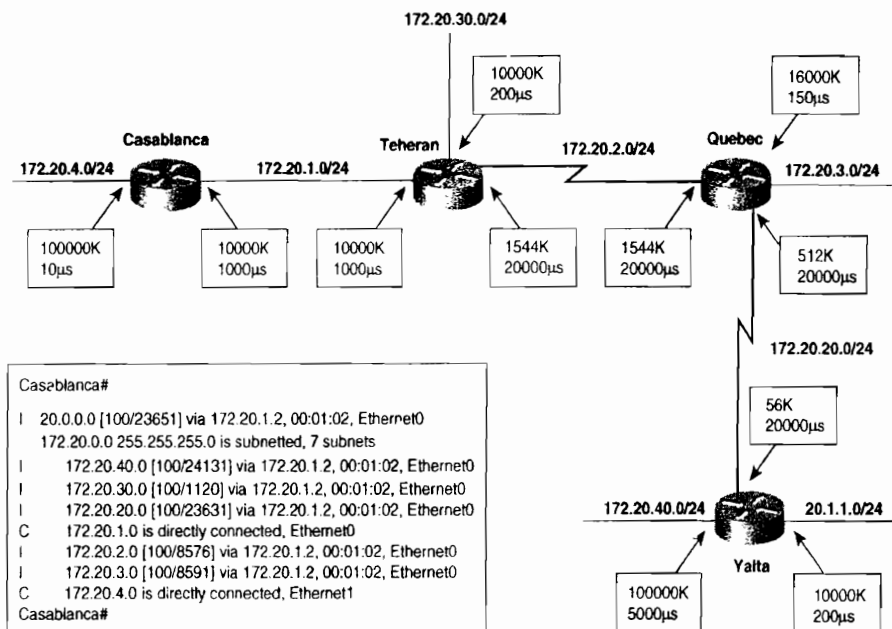 172.20.30.0/24
10000K
200µs
16000K
150µs
Casablanca
Teheran
172.20.2.0/24
Quebec
172.20.4.0/24
172.20.1.0/24
172.20.3.0/24
100000K
10µs
10000K
1000µs
10000K
1000µs
1544K
20000µs
1544K
20000µs
512K
20000µs
172.20.20.0/24
56K
20000µs
172.20.40.0/24
20.1.1.0/24
Yalta
100000K
5000µs
10000K
200µs
Casablanca#
I 20.0.0.0 [100/23651] via 172.20.1.2, 00:01:02, Ethernet0
172.20.0.0 255.255.255.0 is subnetted, 7 subnets
I 172.20.40.0 [100/24131] via 172.20.1.2, 00:01:02, Ethernet0
I 172.20.30.0 [100/1120] via 172.20.1.2, 00:01:02, Ethernet0
I 172.20.20.0 [100/23631] via 172.20.1.2, 00:01:02, Ethernet0
C 172.20.1.0 is directly connected, Ethernet0
I 172.20.2.0 [100/8576] via 172.20.1.2, 00:01:02, Ethernet0
I 172.20.3.0 [100/8591] via 172.20.1.2, 00:01:02, Ethernet0
C 172.20.4.0 is directly connected, Ethernet1
Casablanca#